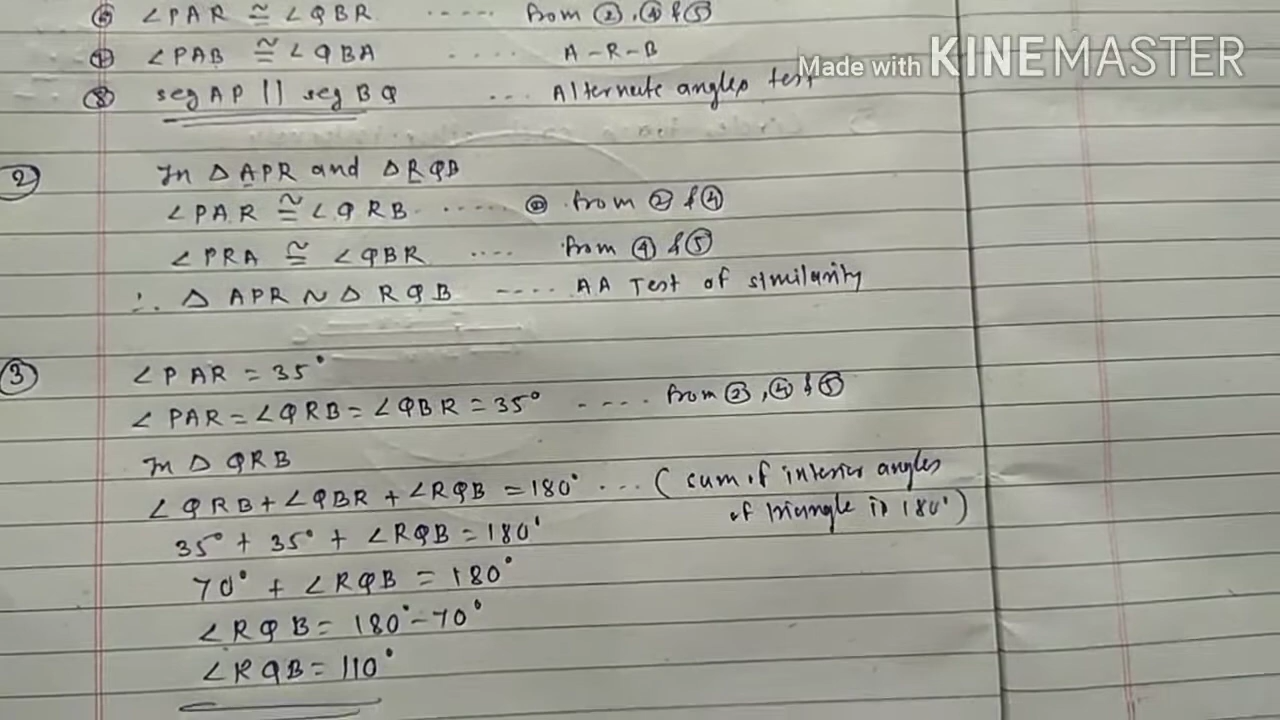 ⑥ ∠PAR ≅ ∠QBR ..... from ②, ④ & ⑤
⑦ ∠PAB ≅ ∠QBA .... A-R-B
Made with KINEMASTER
⑧ seg AP || seg BQ ... Alternate angles test
② In △APR and △RQB
∠PAR ≅ ∠QRB ..... from ② & ④
∠PRA ≅ ∠QBR .... from ④ & ⑤
∴ △ APR ~ △ RQB .... AA Test of similarity
③ ∠PAR = 35°
∠PAR = ∠QRB = ∠QBR = 35° .... from ②, ④ & ⑤
In △ QRB
∠QRB + ∠QBR + ∠RQB = 180° ... (sum of interior angles
of triangle is 180°)
35° + 35° + ∠RQB = 180°
70° + ∠RQB = 180°
∠RQB = 180° - 70°
∠RQB = 110°